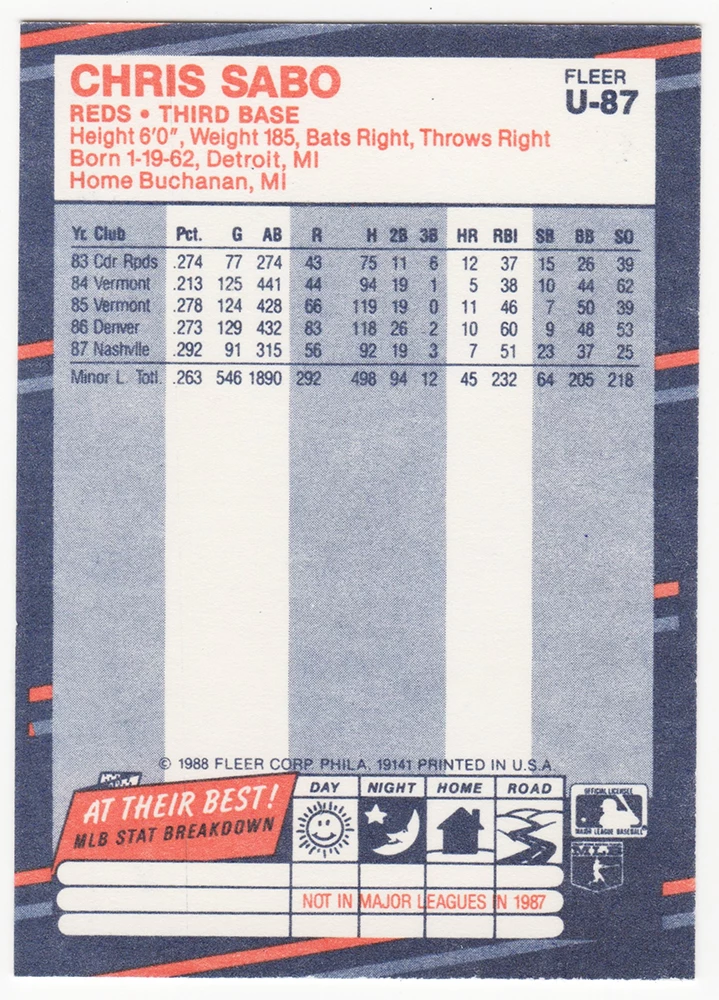 CHRIS SABO
FLEER
U-87
REDS • THIRD BASE
Height 6'0", Weight 185, Bats Right, Throws Right
Born 1-19-62, Detroit, MI
Home Buchanan, MI
Yr. Club Pct. G AB R H 2B 3B HR RBI SB BB SO
83 Cdr Rpds .274 77 274 43 75 11 6 12 37 15 26 39
84 Vermont .213 125 441 44 94 19 1 5 38 10 44 62
85 Vermont .278 124 428 66 119 19 0 11 46 7 50 39
86 Denver .273 129 432 83 118 26 2 10 60 9 48 53
87 Nashvlle .292 91 315 56 92 19 3 7 51 23 37 25
Minor L. Totl. .263 546 1890 292 498 94 12 45 232 64 205 218
© 1988 FLEER CORP. PHILA. 19141 PRINTED IN U.S.A.
AT THEIR BEST!
MLB STAT BREAKDOWN
DAY NIGHT HOME ROAD
OFFICIAL LICENSEE
MAJOR LEAGUE BASEBALL
NOT IN MAJOR LEAGUES IN 1987